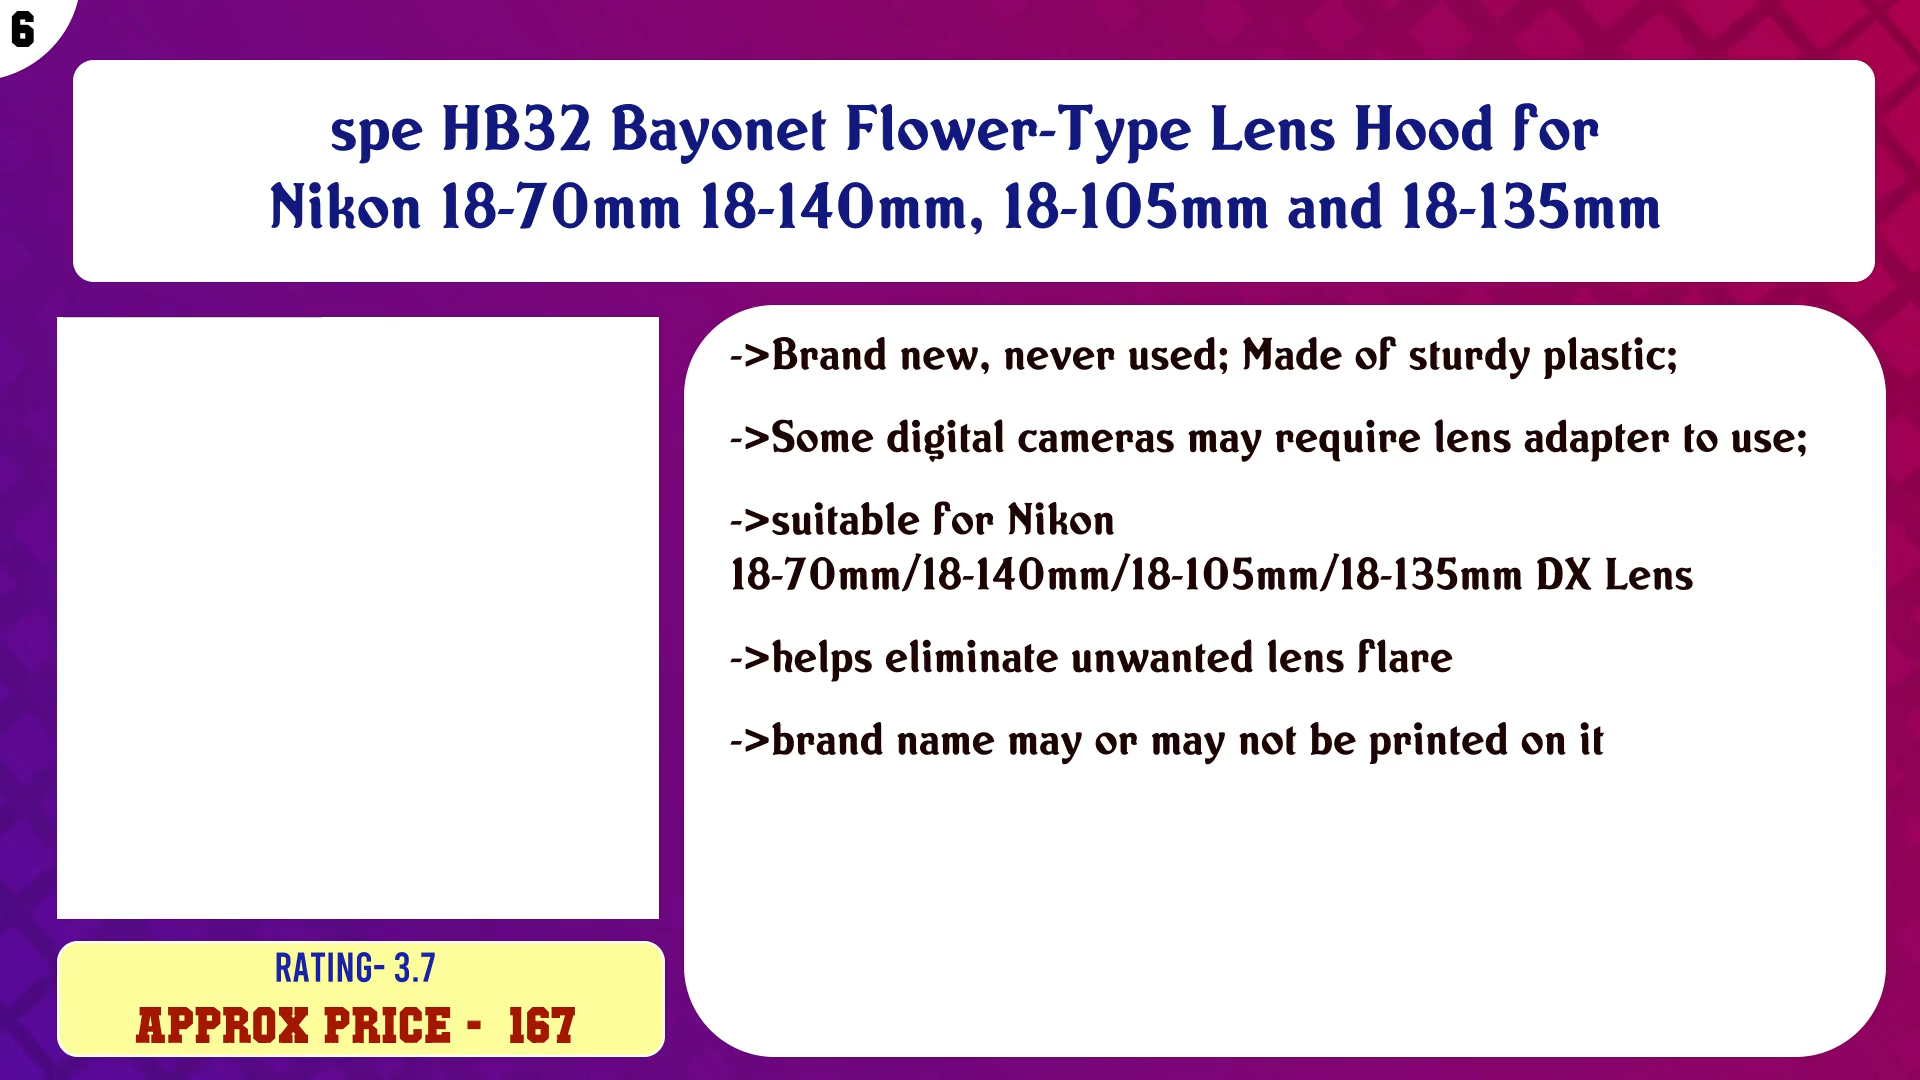 6
spe HB32 Bayonet Flower-Type Lens Hood for
Nikon 18-70mm 18-140mm, 18-105mm and 18-135mm
->Brand new, never used; Made of sturdy plastic;
->Some digital cameras may require lens adapter to use;
->suitable for Nikon
18-70mm/18-140mm/18-105mm/18-135mm DX Lens
->helps eliminate unwanted lens flare
->brand name may or may not be printed on it
RATING- 3.7
APPROX PRICE - 167